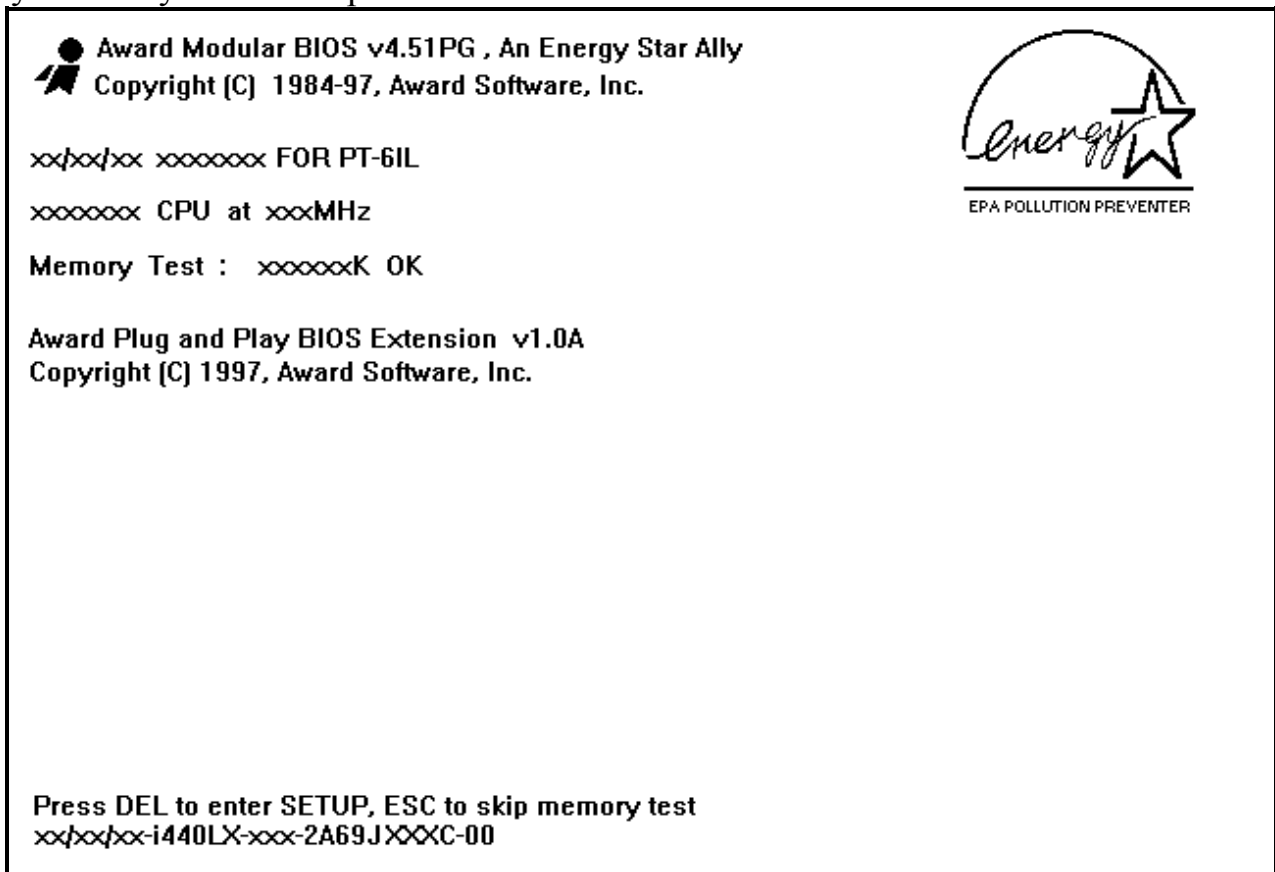 Award Modular BIOS v4.51PG , An Energy Star Ally
Copyright (C) 1984-97, Award Software, Inc.
energy
EPA POLLUTION PREVENTER
xx/xx/xx xxxxxxx FOR PT-6IL
xxxxxxx CPU at xxxMHz
Memory Test : xxxxxxK OK
Award Plug and Play BIOS Extension v1.0A
Copyright (C) 1997, Award Software, Inc.
Press DEL to enter SETUP, ESC to skip memory test
xx/xx/xx-i440LX-xxx-2A69JXXXC-00